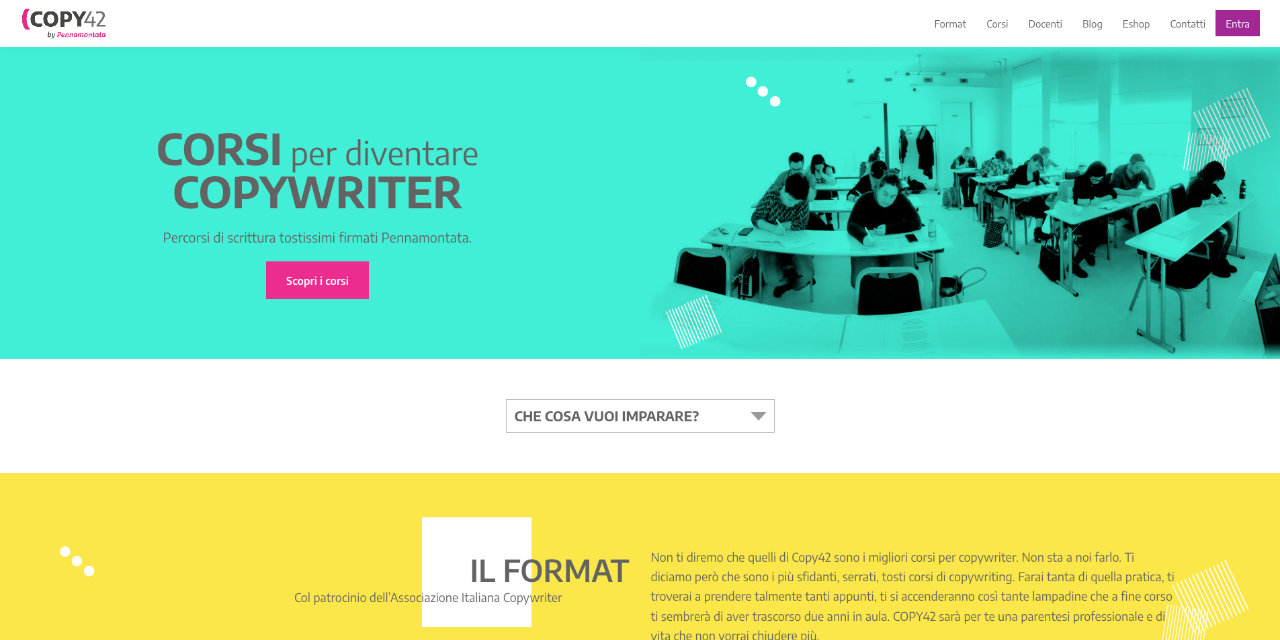 (COPY42
by Pennamontata
Format Corsi Docenti Blog Eshop Contatti Entra
CORSI per diventare
COPYWRITER
Percorsi di scrittura tostissimi firmati Pennamontata.
Scopri i corsi
CHE COSA VUOI IMPARARE?
IL FORMAT
Col patrocinio dell'Associazione Italiana Copywriter
Non ti diremo che quelli di Copy42 sono i migliori corsi per copywriter. Non sta a noi farlo. Ti
diciamo però che sono i più sfidanti, serrati, tosti corsi di copywriting. Farai tanta di quella pratica, ti
troverai a prendere talmente tanti appunti, ti si accenderanno così tante lampadine che a fine corso
ti sembrerà di aver trascorso due anni in aula. COPY42 sarà per te una parentesi professionale e di
vita che non vorrai chiudere più.